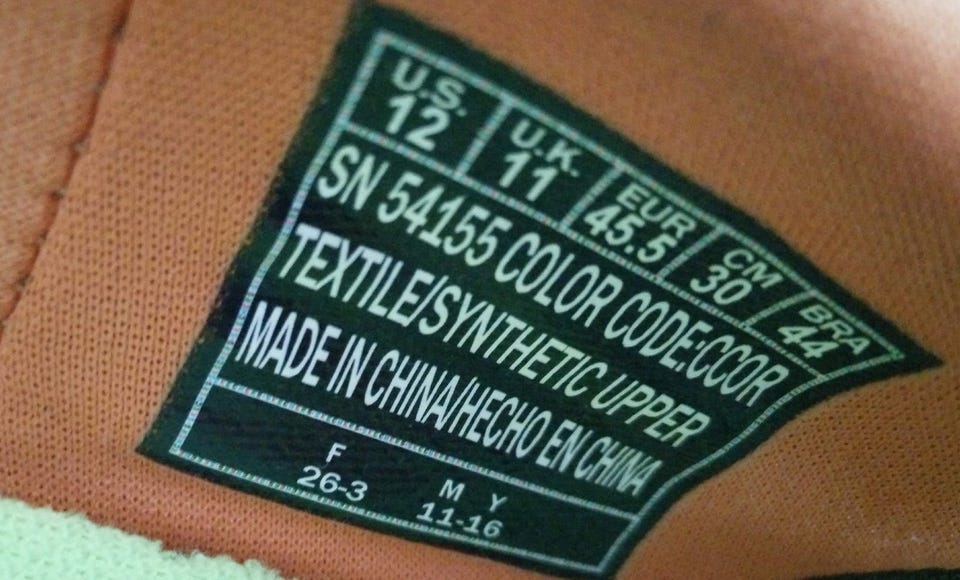 U.S. U.K. EUR CM BRA
12 11 45.5 30 44
SN 54155 COLOR CODE:CCOR
TEXTILE/SYNTHETIC UPPER
MADE IN CHINA/HECHO EN CHINA
F M Y
26-3 11-16